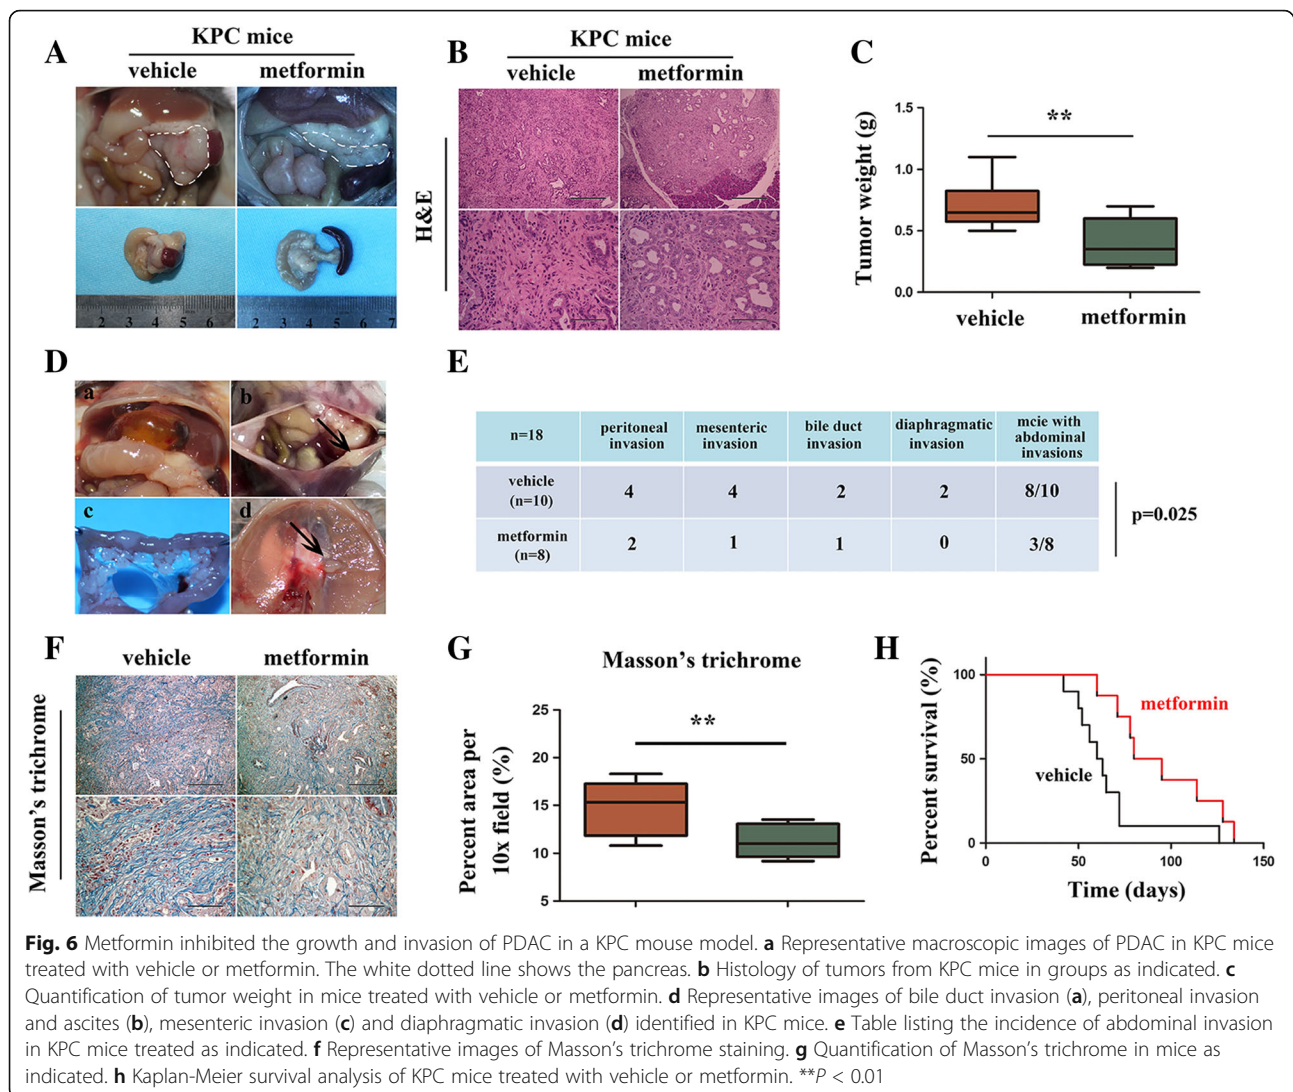 A
KPC mice
vehicle metformin
2 3 4 5 6
2 3 4 5 6 7
B
KPC mice
vehicle metformin
H&E
C
Tumor weight (g)
1.5
1.0
0.5
0.0
**
vehicle metformin
D
a b
c d
E
n=18 peritoneal invasion mesenteric invasion bile duct invasion diaphragmatic invasion mcie with abdominal invasions
vehicle (n=10) 4 4 2 2 8/10
metformin (n=8) 2 1 1 0 3/8
p=0.025
F
vehicle metformin
Masson's trichrome
G
Masson's trichrome
Percent area per
10x field (%)
25
20
15
10
5
**
H
Percent survival (%)
100
50
0
metformin
vehicle
0 50 100 150
Time (days)
Fig. 6 Metformin inhibited the growth and invasion of PDAC in a KPC mouse model. a Representative macroscopic images of PDAC in KPC mice
treated with vehicle or metformin. The white dotted line shows the pancreas. b Histology of tumors from KPC mice in groups as indicated. c
Quantification of tumor weight in mice treated with vehicle or metformin. d Representative images of bile duct invasion (a), peritoneal invasion
and ascites (b), mesenteric invasion (c) and diaphragmatic invasion (d) identified in KPC mice. e Table listing the incidence of abdominal invasion
in KPC mice treated as indicated. f Representative images of Masson's trichrome staining. g Quantification of Masson's trichrome in mice as
indicated. h Kaplan-Meier survival analysis of KPC mice treated with vehicle or metformin. **P < 0.01